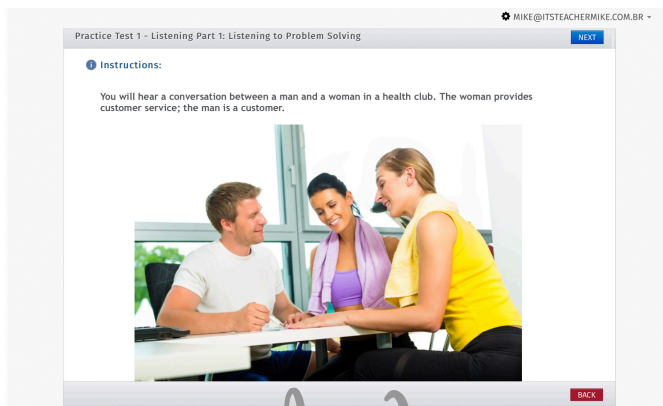 MIKE@ITSTEACHERMIKE.COM.BR
Practice Test 1 - Listening Part 1: Listening to Problem Solving
NEXT
Instructions:
You will hear a conversation between a man and a woman in a health club. The woman provides
customer service; the man is a customer.
BACK